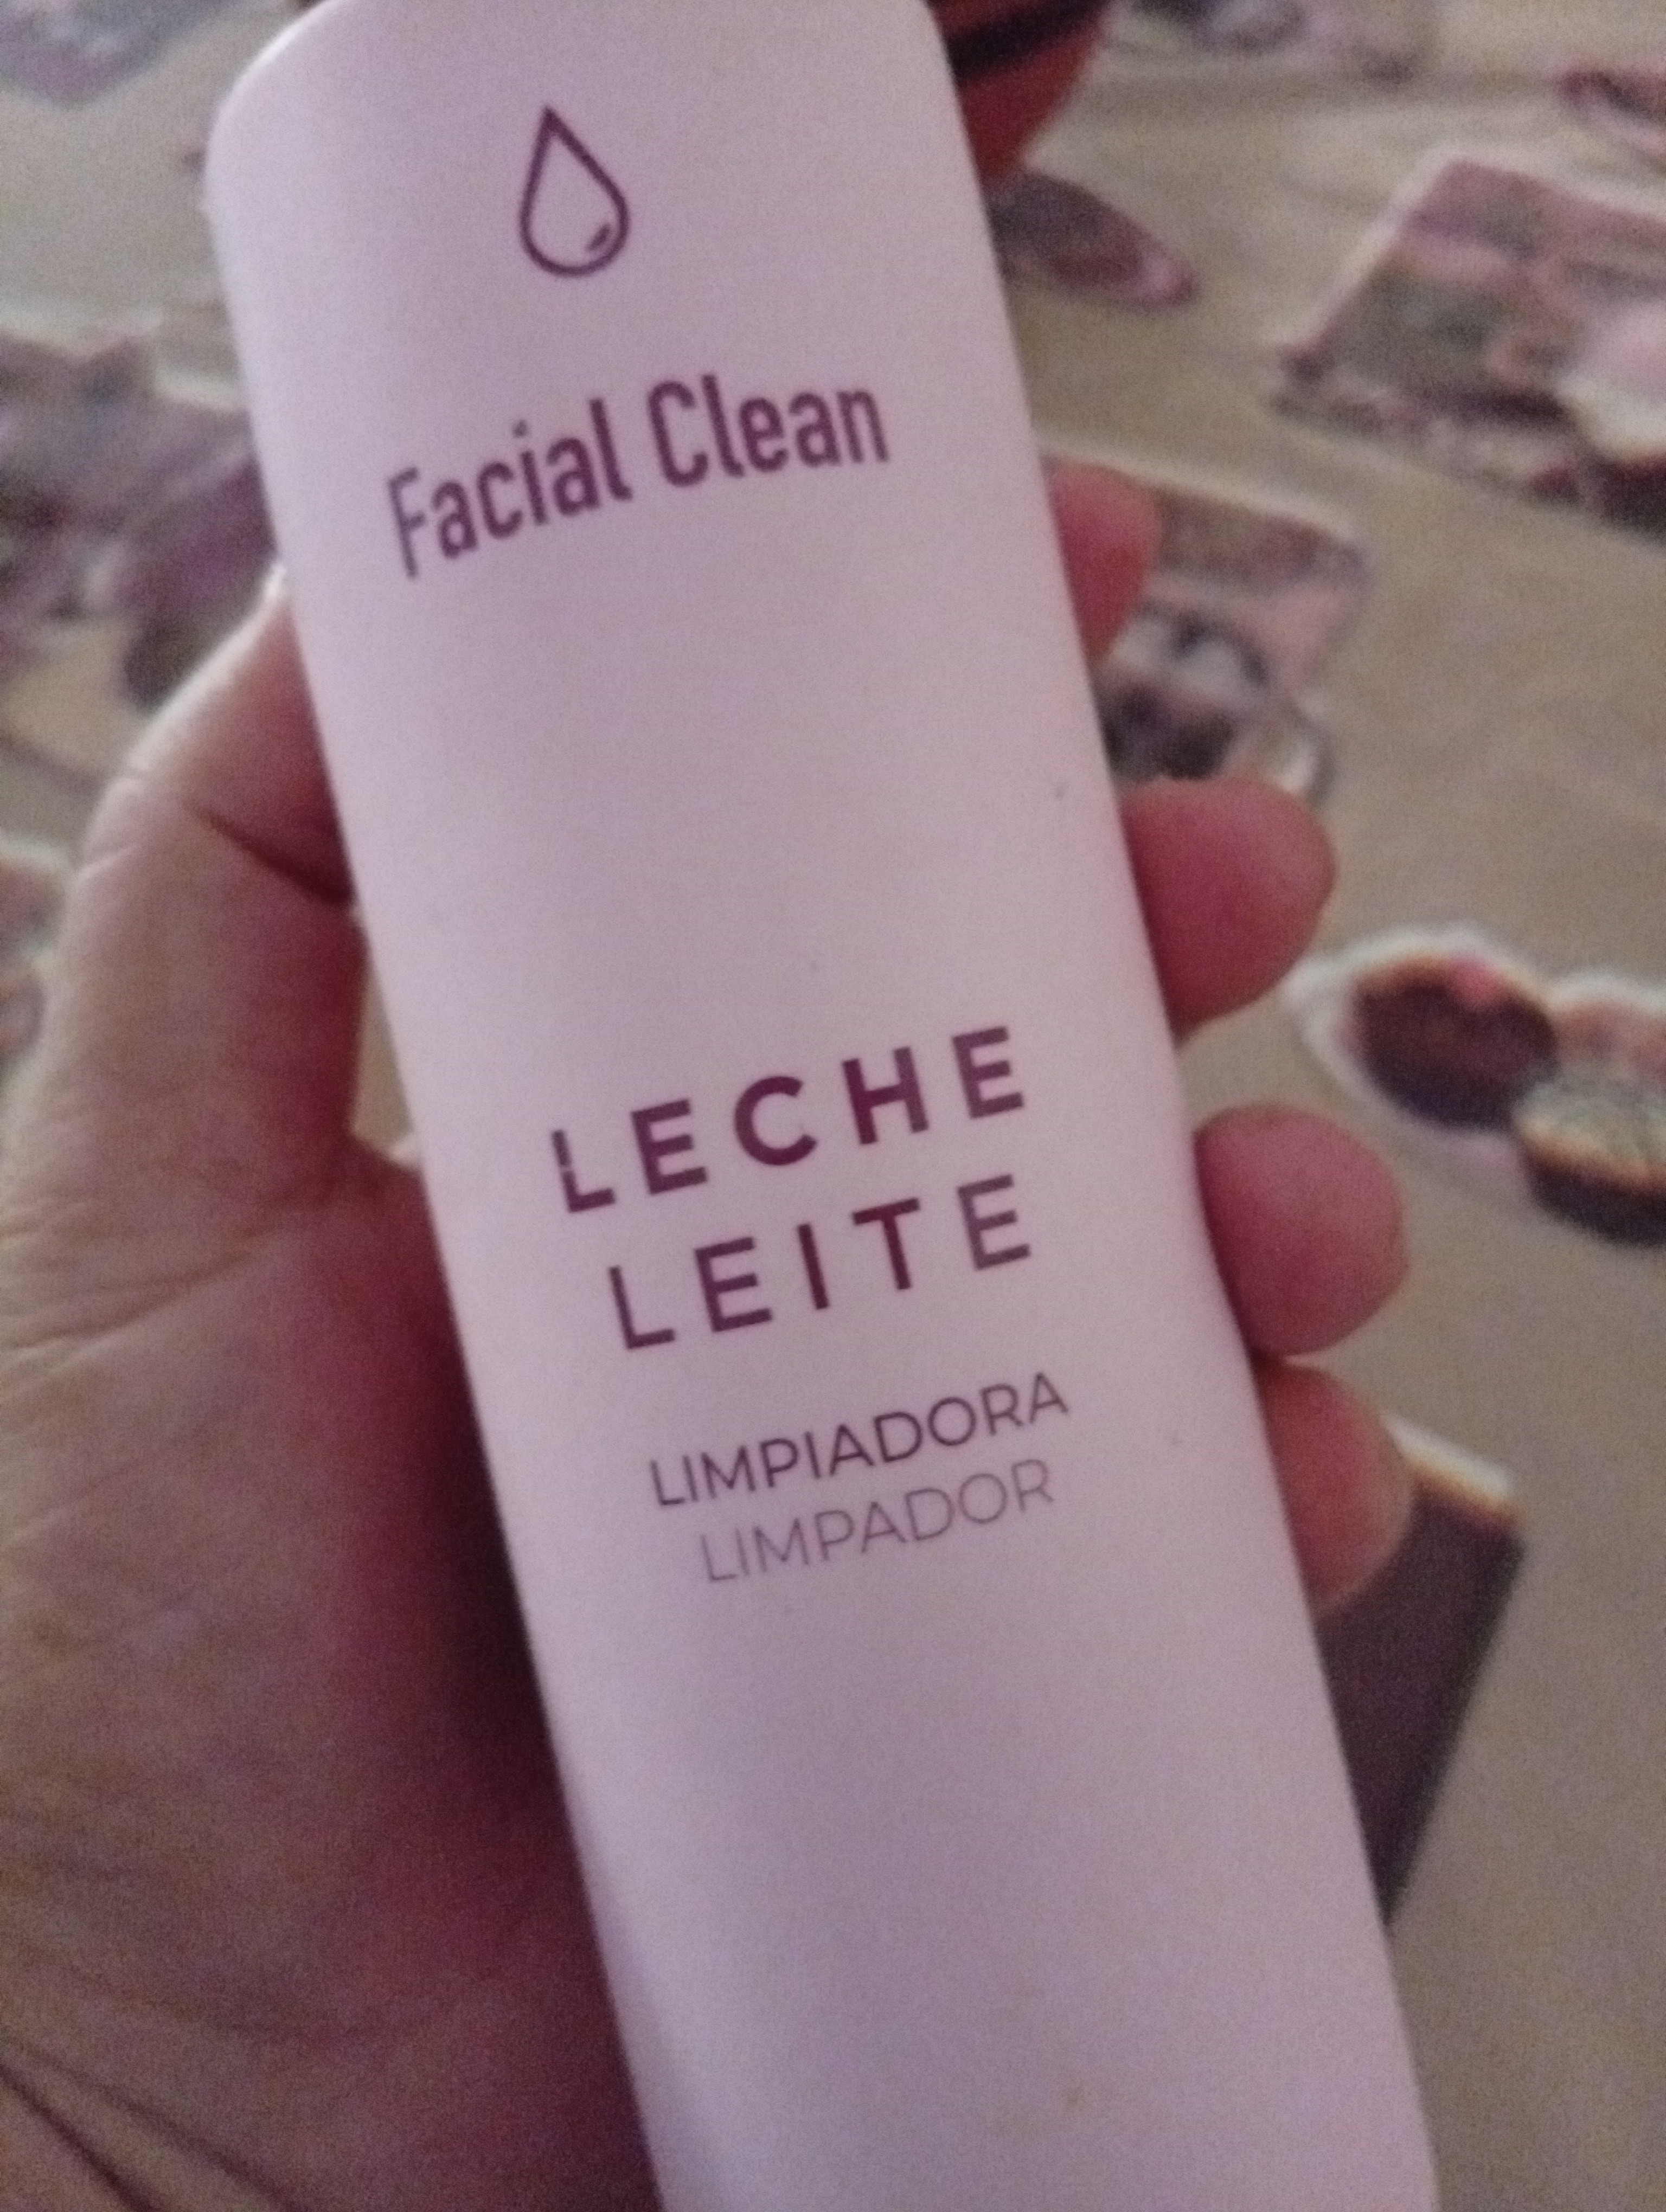 Facial Clean
LECHE
LEITE
LIMPIADORA
LIMPADOR